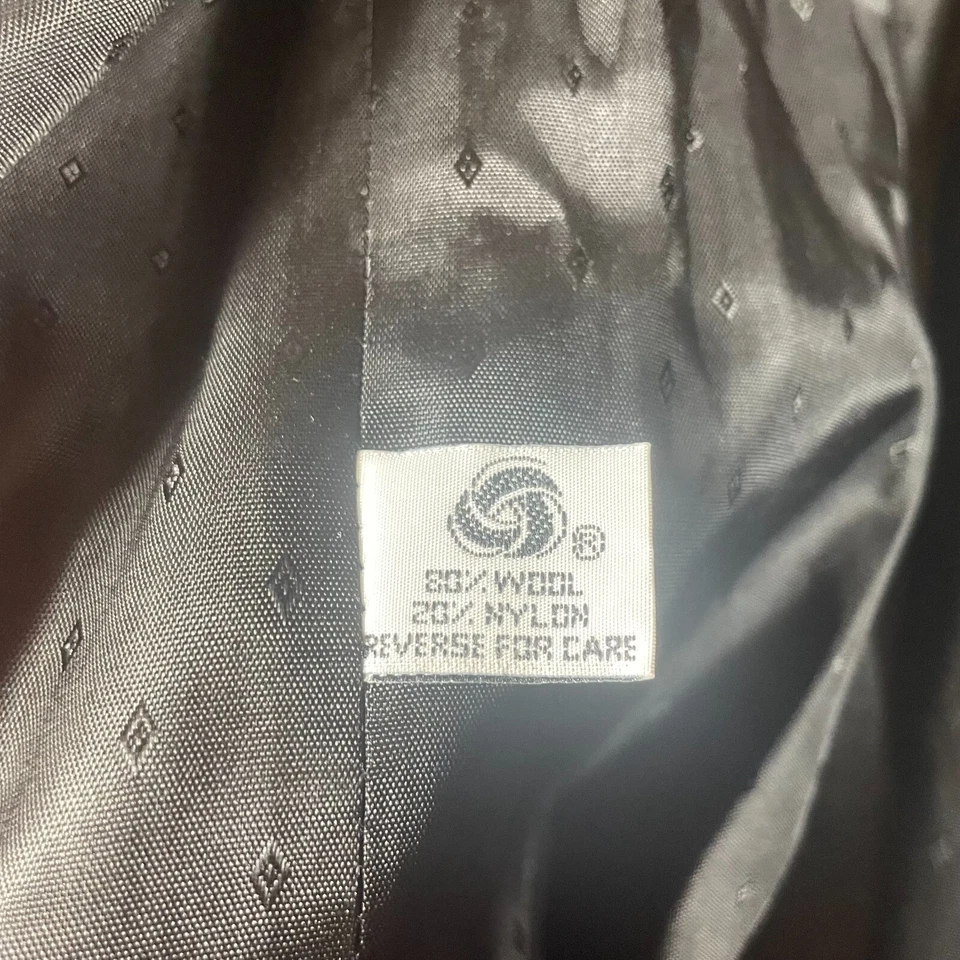 ®
80% WOOL
20% NYLON
REVERSE FOR CARE